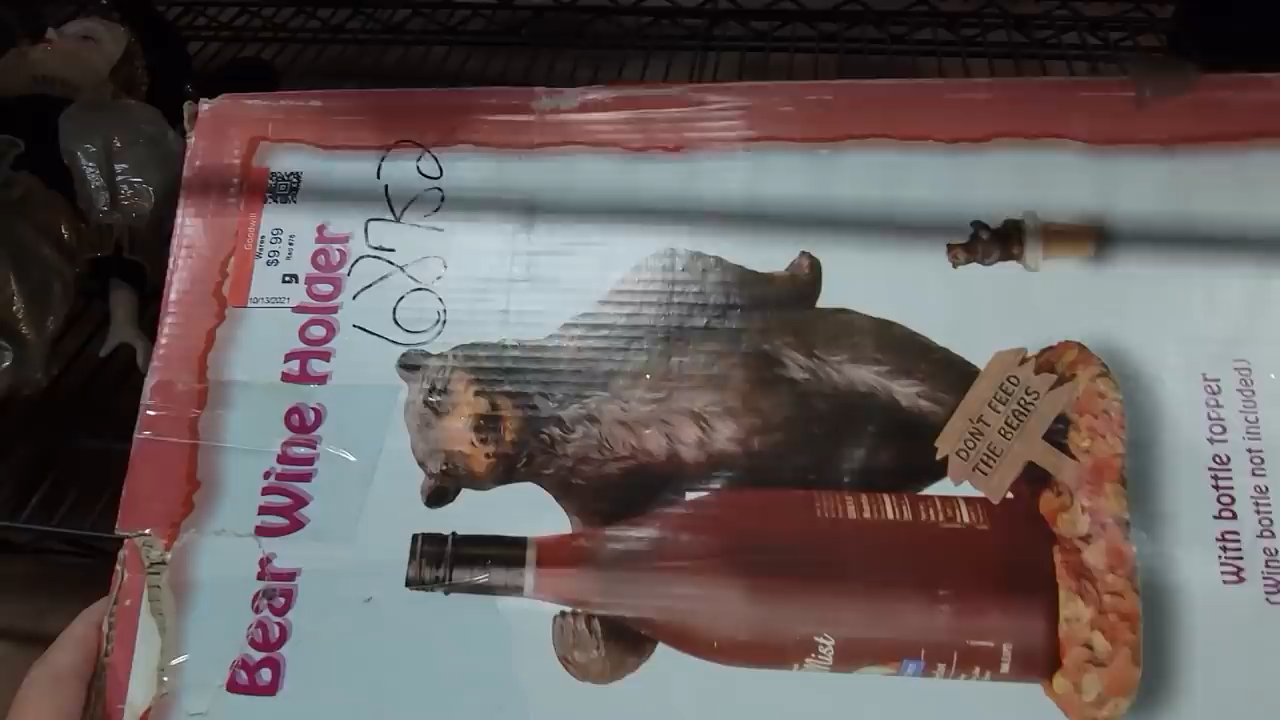 Goodwill
Wares
$9.99
g
10/13/2021
Bear Wine Holder
DON'T FEED
THE BEARS
Mist
With bottle topper
(Wine bottle not included)